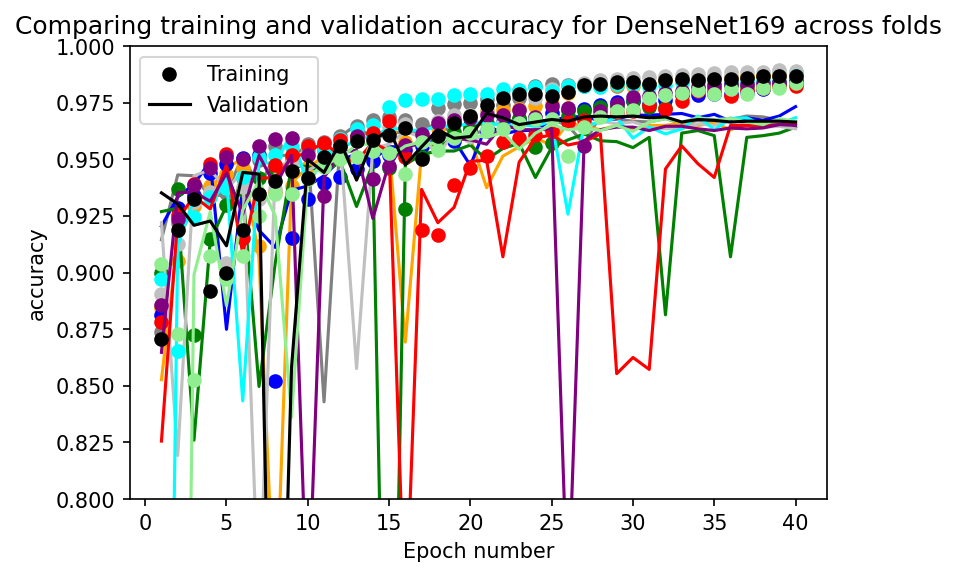 Comparing training and validation accuracy for DenseNet169 across folds
Training
Validation
accuracy
1.000
0.975
0.950
0.925
0.900
0.875
0.850
0.825
0.800
0 5 10 15 20 25 30 35 40
Epoch number